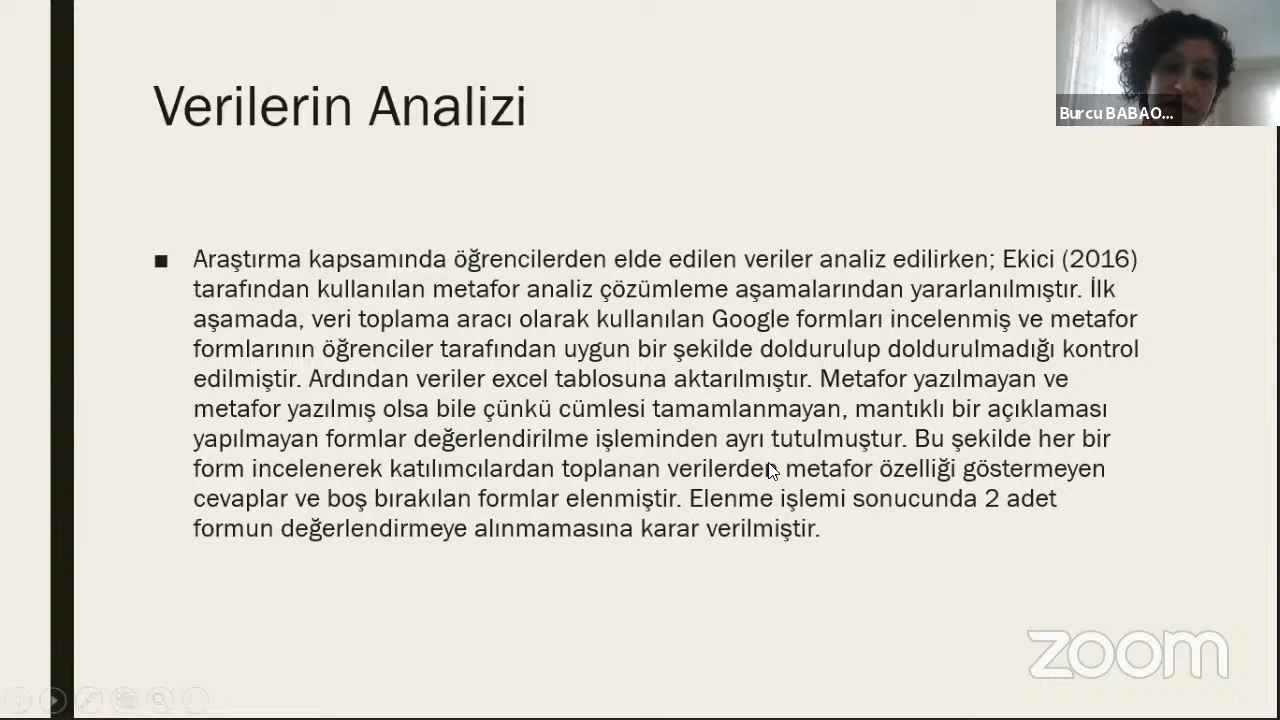 Verilerin Analizi
Burcu BABAO...
■ Araştırma kapsamında öğrencilerden elde edilen veriler analiz edilirken; Ekici (2016)
tarafından kullanılan metafor analiz çözümleme aşamalarından yararlanılmıştır. İlk
aşamada, veri toplama aracı olarak kullanılan Google formları incelenmiş ve metafor
formlarının öğrenciler tarafından uygun bir şekilde doldurulup doldurulmadığı kontrol
edilmiştir. Ardından veriler excel tablosuna aktarılmıştır. Metafor yazılmayan ve
metafor yazılmış olsa bile çünkü cümlesi tamamlanmayan, mantıklı bir açıklaması
yapılmayan formlar değerlendirilme işleminden ayrı tutulmuştur. Bu şekilde her bir
form incelenerek katılımcılardan toplanan verilerden metafor özelliği göstermeyen
cevaplar ve boş bırakılan formlar elenmiştir. Elenme işlemi sonucunda 2 adet
formun değerlendirmeye alınmamasına karar verilmiştir.
zoom